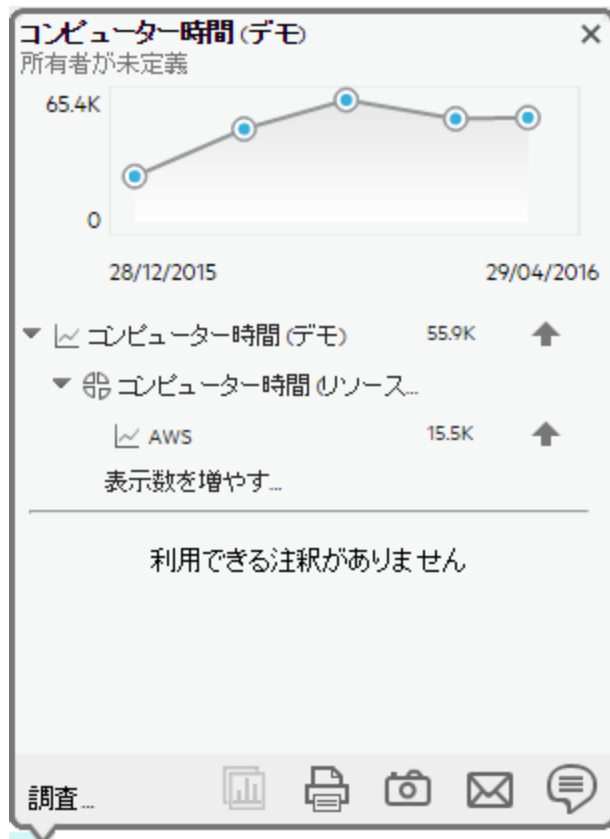 コンピューター時間 (デモ)
所有者が未定義
65.4K
0
28/12/2015 29/04/2016
コンピューター時間 (デモ) 55.9K
コンピューター時間 (リソース...
AWS 15.5K
表示数を増やす...
利用できる注釈がありません
調査...